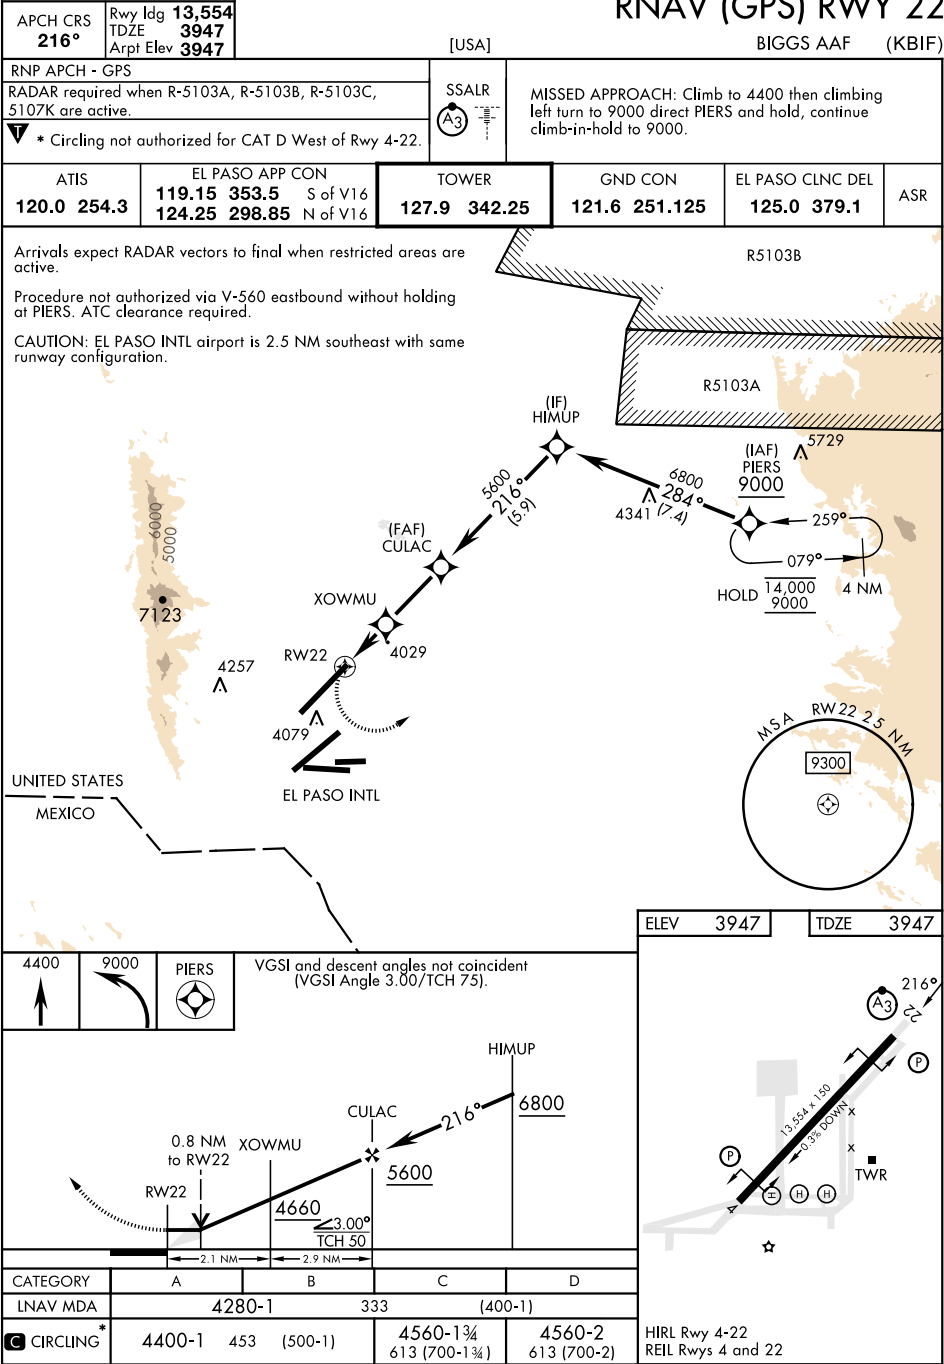 RNAV (GPS) RWY 22
APCH CRS
216°
Rwy ldg 13,554
TDZE 3947
Arpt Elev 3947
[USA]
BIGGS AAF (KBIF)
RNP APCH - GPS
RADAR required when R-5103A, R-5103B, R-5103C,
5107K are active.
T
* Circling not authorized for CAT D West of Rwy 4-22.
SSALR
A3
MISSED APPROACH: Climb to 4400 then climbing
left turn to 9000 direct PIERS and hold, continue
climb-in-hold to 9000.
ATIS
120.0 254.3
EL PASO APP CON
119.15 353.5 S of V16
124.25 298.85 N of V16
TOWER
127.9 342.25
GND CON
121.6 251.125
EL PASO CLNC DEL
125.0 379.1
ASR
Arrivals expect RADAR vectors to final when restricted areas are
active.
Procedure not authorized via V-560 eastbound without holding
at PIERS. ATC clearance required.
CAUTION: EL PASO INTL airport is 2.5 NM southeast with same
runway configuration.
R5103B
R5103A
(IF)
HIMUP
5729
(IAF)
PIERS
9000
6800
284°
(7.4)
4341
5600
216°
(5.9)
259°
079°
HOLD
14,000
9000
4 NM
(FAF)
CULAC
6000
5000
7123
XOWMU
4029
RW22
4257
4079
EL PASO INTL
UNITED STATES
MEXICO
MSA RW22 25 NM
9300
ELEV 3947
TDZE 3947
4400
9000
PIERS
VGSI and descent angles not coincident
(VGSI Angle 3.00/TCH 75).
HIMUP
6800
216°
CULAC
5600
0.8 NM
to RW22
XOWMU
4660
RW22
3.00°
TCH 50
2.1 NM
2.9 NM
216°
A3
22
P
13,554 x 150
0.3% DOWN
X
X
TWR
P
4
H
H
H
HIRL Rwy 4-22
REIL Rwys 4 and 22
CATEGORY A B C D
LNAV MDA 4280-1 333 (400-1)
C CIRCLING* 4400-1 453 (500-1)
4560-1¾
613 (700-1¾)
4560-2
613 (700-2)